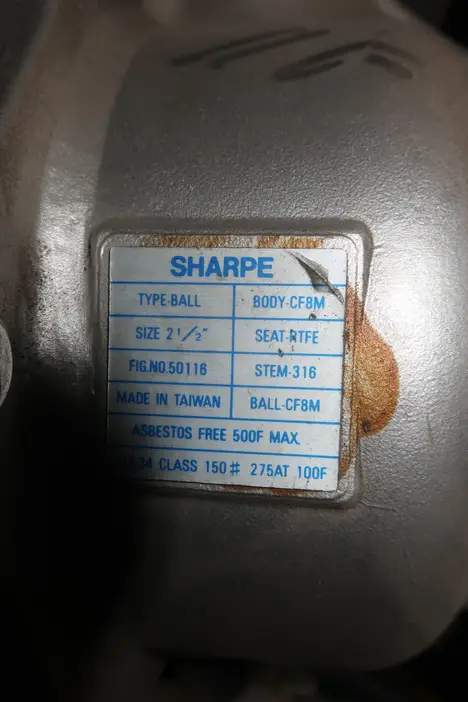 SHARPE
TYPE-BALL BODY-CF8M
SIZE 2 1/2" SEAT-RTFE
FIG.NO.50116 STEM-316
MADE IN TAIWAN BALL-CF8M
ASBESTOS FREE 500F MAX.
CLASS 150# 275AT 100F